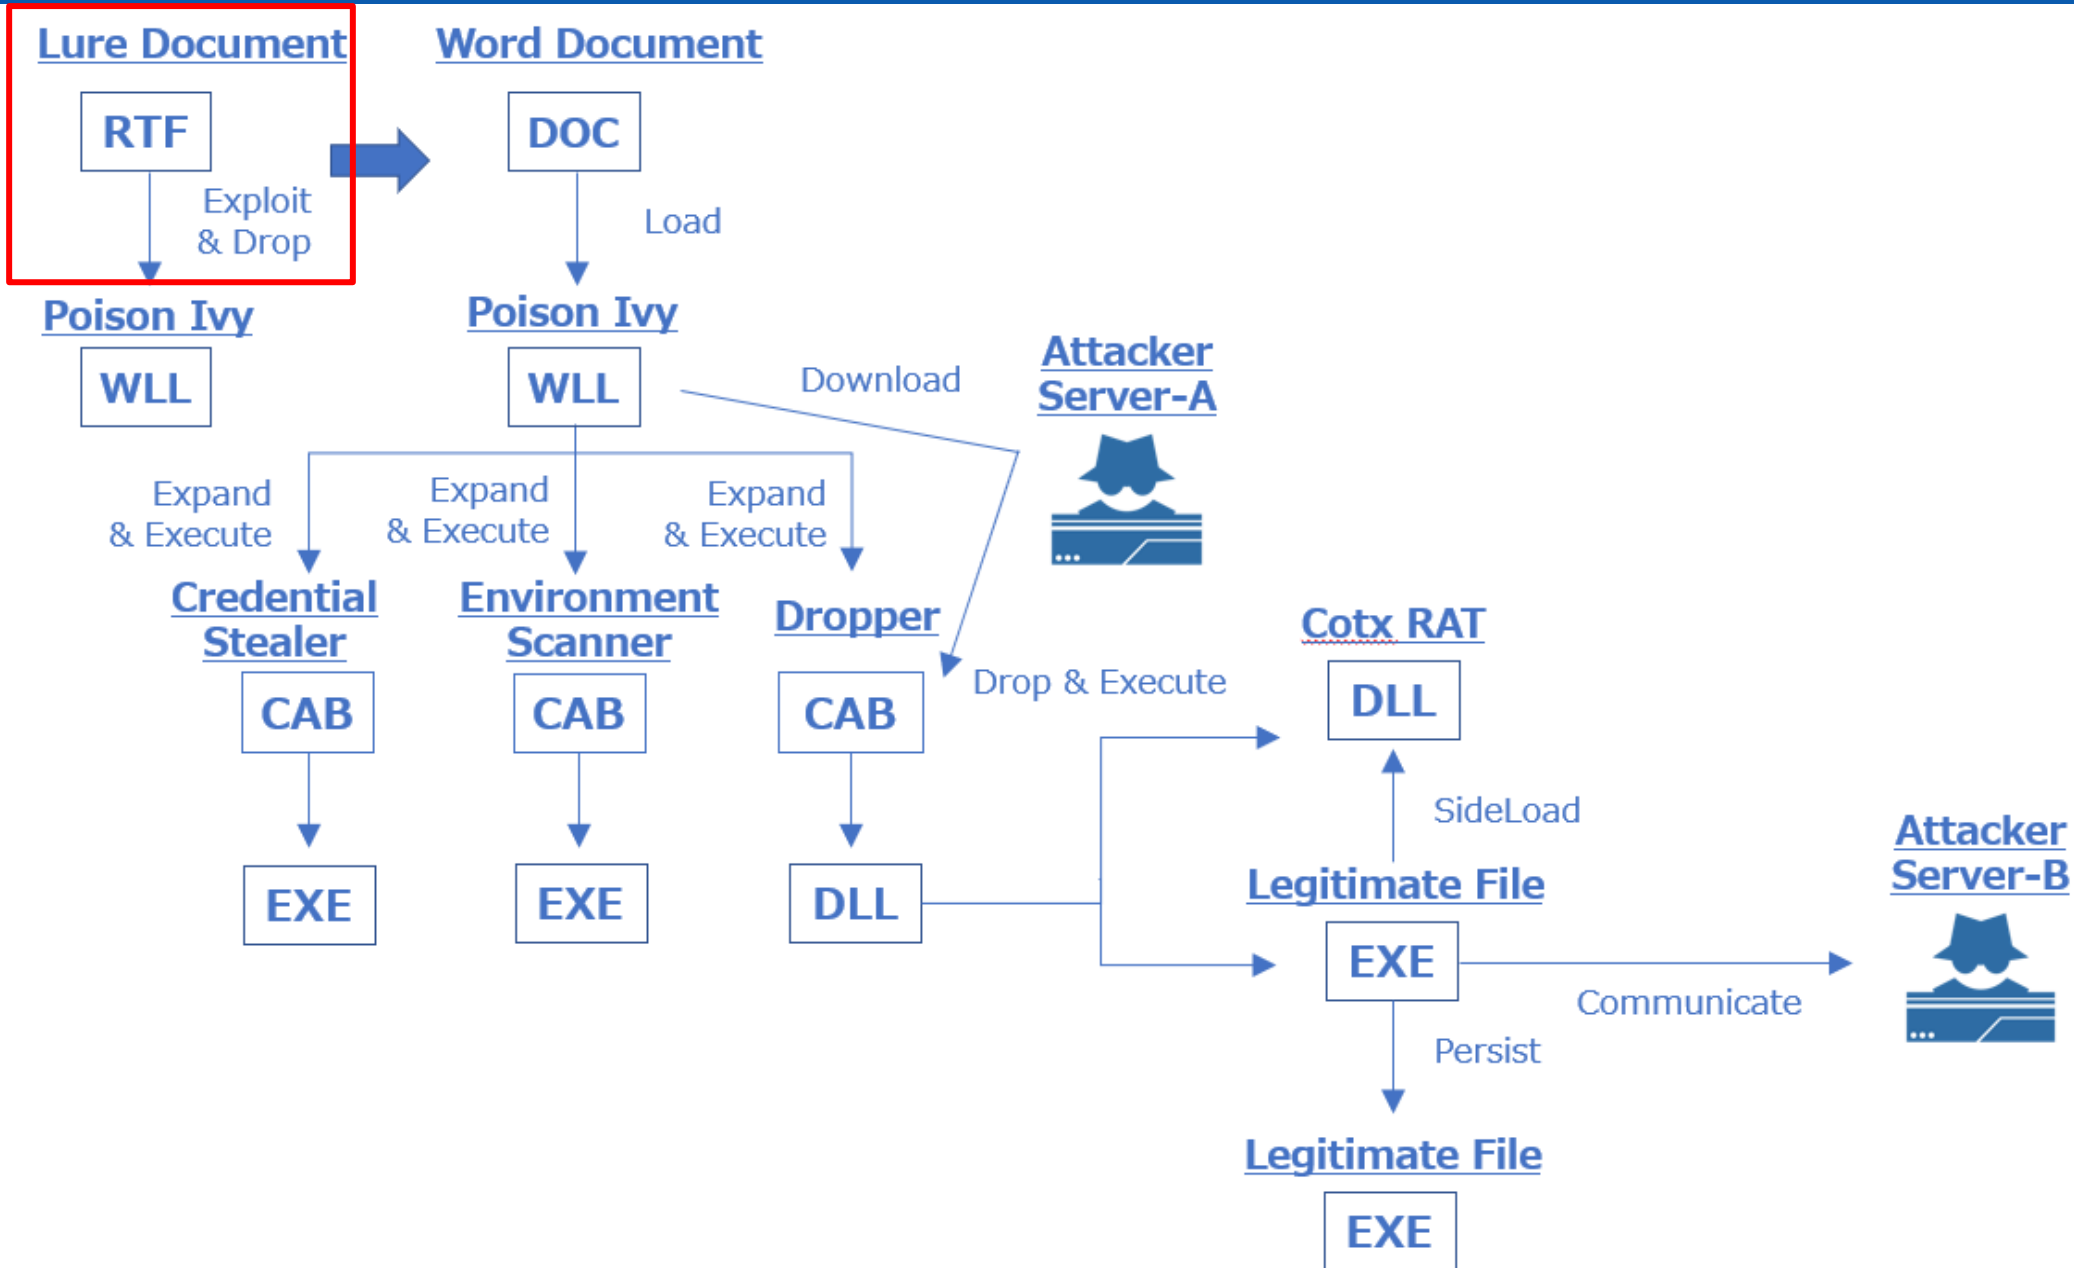 Lure Document
Word Document
RTF
DOC
Exploit
& Drop
Load
Poison Ivy
Poison Ivy
WLL
WLL
Download
Attacker
Server-A
Expand
& Execute
Expand
& Execute
Expand
& Execute
Credential
Stealer
Environment
Scanner
Dropper
CAB
CAB
CAB
Drop & Execute
Cotx RAT
DLL
SideLoad
EXE
EXE
DLL
Legitimate File
EXE
Communicate
Attacker
Server-B
Persist
Legitimate File
EXE